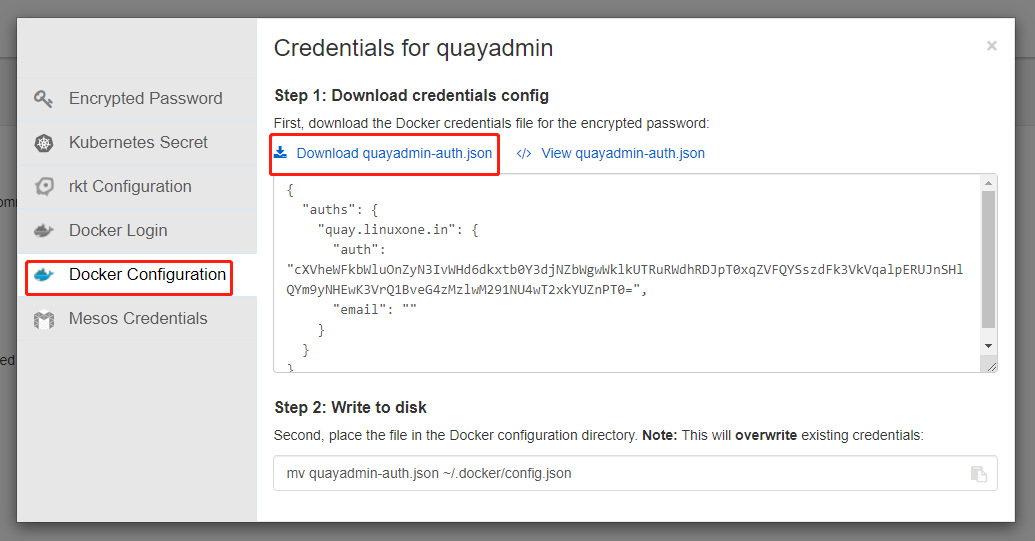 Credentials for quayadmin
×
Encrypted Password
Kubernetes Secret
rkt Configuration
Docker Login
Docker Configuration
Mesos Credentials
Step 1: Download credentials config
First, download the Docker credentials file for the encrypted password:
Download quayadmin-auth.json </> View quayadmin-auth.json
{
"auths": {
"quay.linuxone.in": {
"auth":
"cXVheWFkbWluOnZyN3IvWHd6dkxtb0Y3djNZbWgwWklkUTRuRWdhRDJpT0xqZVFQYSszdFk3VkVqalpERUJnSHl
QYm9yNHEwK3VrQ1BveG4zMzlwM291NU4wT2xkYUZnPT0=",
"email": ""
}
}
}
Step 2: Write to disk
Second, place the file in the Docker configuration directory. Note: This will overwrite existing credentials:
mv quayadmin-auth.json ~/.docker/config.json